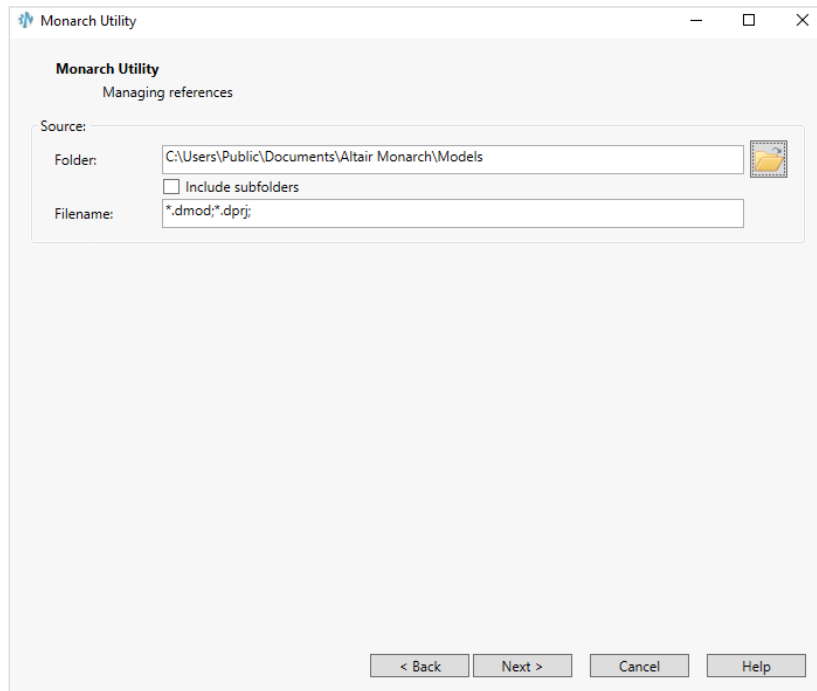 Monarch Utility
Monarch Utility
Managing references
Source:
Folder: C:\Users\Public\Documents\Altair Monarch\Models
Include subfolders
Filename: *.dmod;*.dprj;
< Back Next > Cancel Help